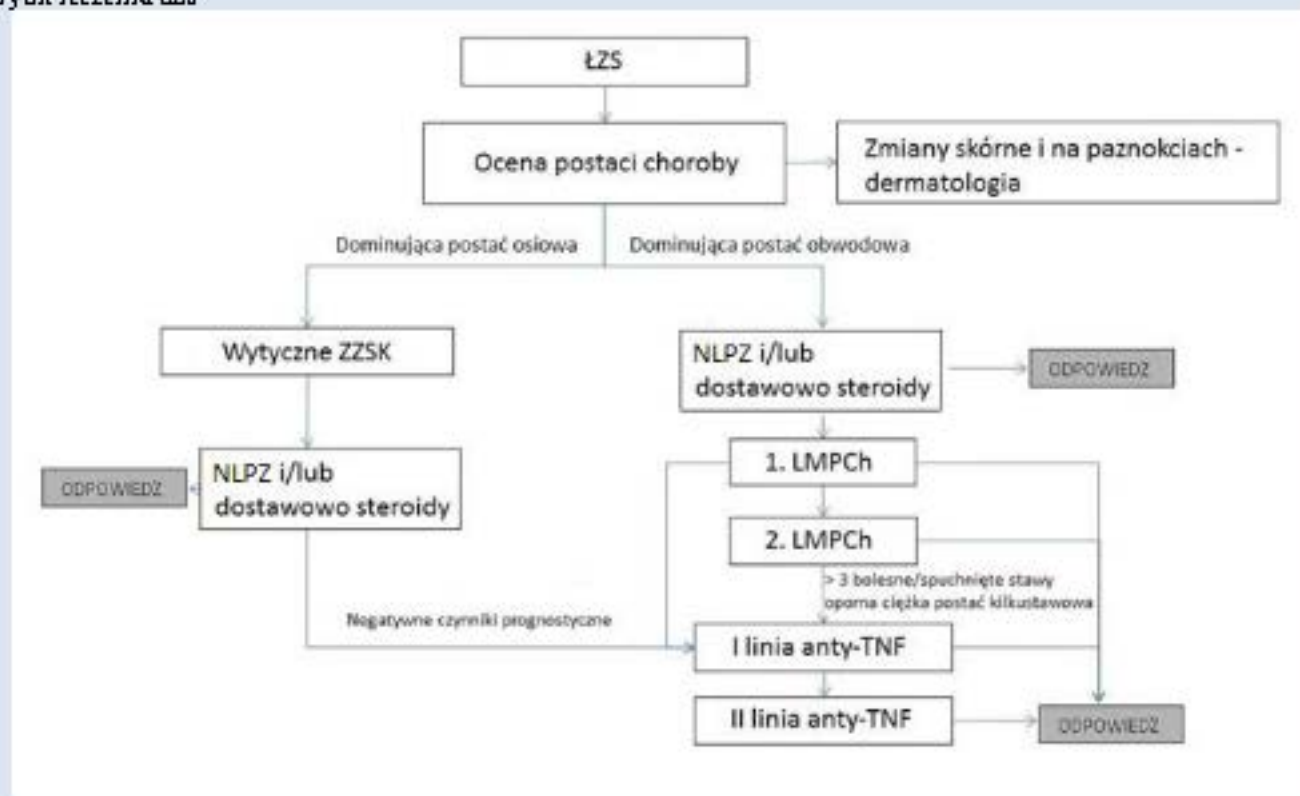 ŁZS
Ocena postaci choroby
Zmiany skórne i na paznokciach -
dermatologia
Dominująca postać osiowa
Dominująca postać obwodowa
Wytyczne ZZSK
NLPZ i/lub
dostawowo steroidy
ODPOWIEDŹ
NLPZ i/lub
dostawowo steroidy
ODPOWIEDŹ
1. LMPCh
2. LMPCh
> 3 bolesne/spuchnięte stawy
oporna ciężka postać kilkustawowa
Negatywne czynniki prognostyczne
I linia anty-TNF
II linia anty-TNF
ODPOWIEDŹ